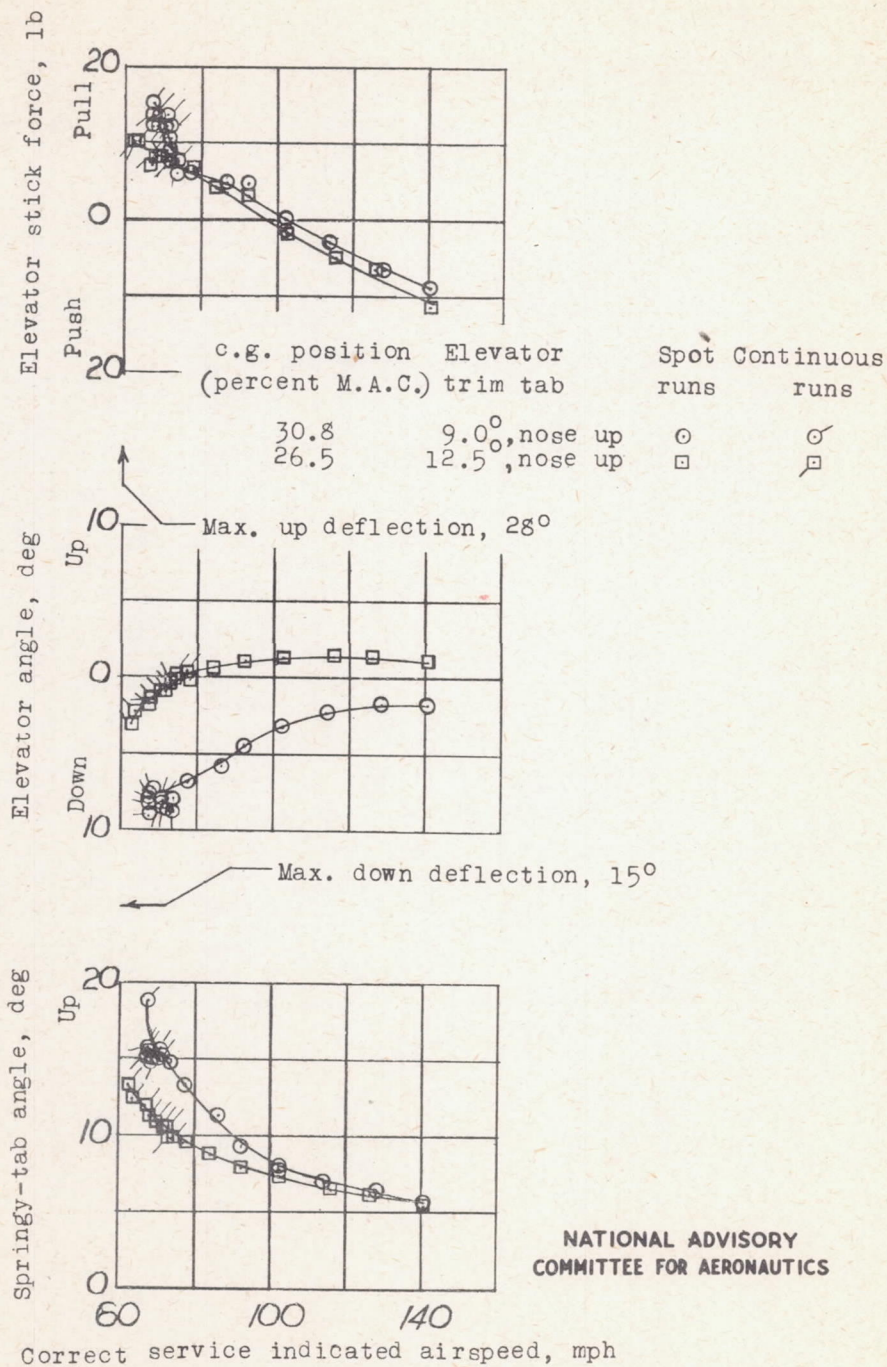 Elevator stick force, lb
Pull
Push
20
0
20
c.g. position Elevator Spot Continuous
(percent M.A.C.) trim tab runs runs
30.8 9.0°, nose up
26.5 12.5°, nose up
Elevator angle, deg
Up
Down
10
0
10
Max. up deflection, 28°
Max. down deflection, 15°
Springy-tab angle, deg
Up
20
10
0
60 100 140
Correct service indicated airspeed, mph
NATIONAL ADVISORY
COMMITTEE FOR AERONAUTICS